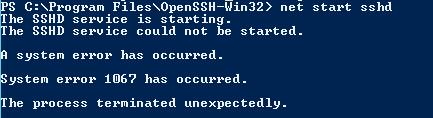 PS C:\Program Files\OpenSSH-Win32> net start sshd
The SSHD service is starting.
The SSHD service could not be started.
A system error has occurred.
System error 1067 has occurred.
The process terminated unexpectedly.